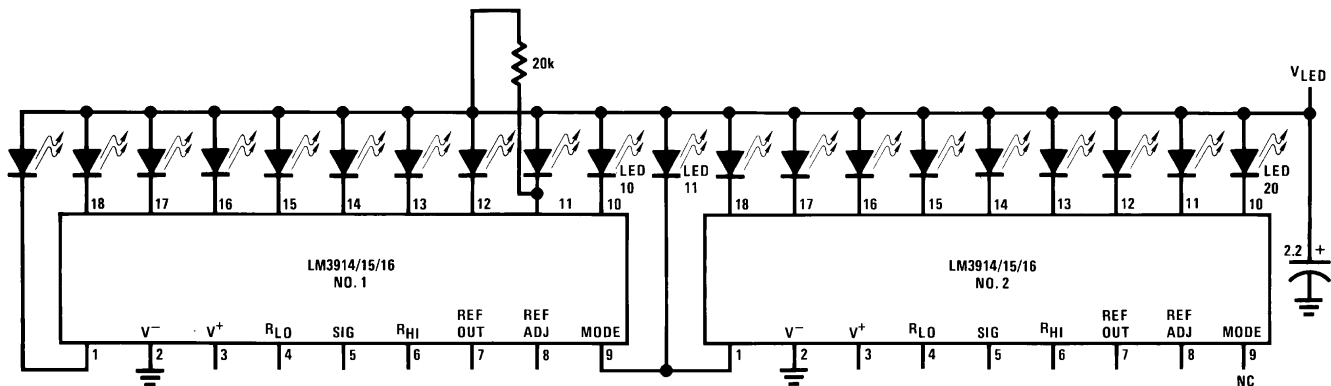 20k
VLED
LED 10
LED 11
LED 20
18 17 16 15 14 13 12 11 10
18 17 16 15 14 13 12 11 10
2.2 +
LM3914/15/16
NO. 1
LM3914/15/16
NO. 2
V− V+ RLO SIG RHI REF OUT REF ADJ MODE
V− V+ RLO SIG RHI REF OUT REF ADJ MODE
1 2 3 4 5 6 7 8 9
1 2 3 4 5 6 7 8 9
NC